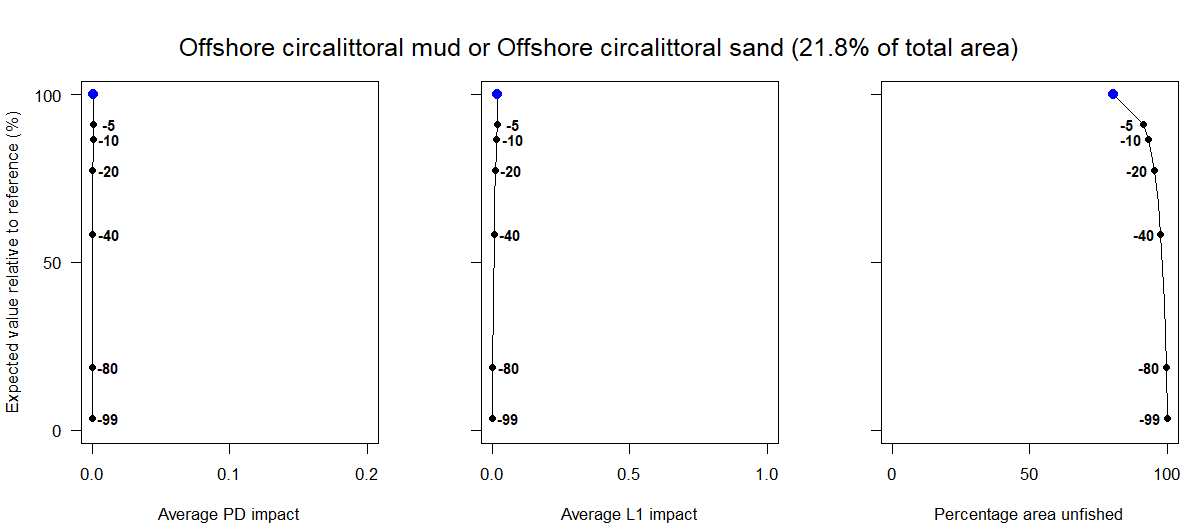 Offshore circalittoral mud or Offshore circalittoral sand (21.8% of total area)
Expected value relative to reference (%)
100
50
0
-5
-10
-20
-40
-80
-99
0.0 0.1 0.2
Average PD impact
-5
-10
-20
-40
-80
-99
0.0 0.5 1.0
Average L1 impact
-5
-10
-20
-40
-80
-99
0 50 100
Percentage area unfished